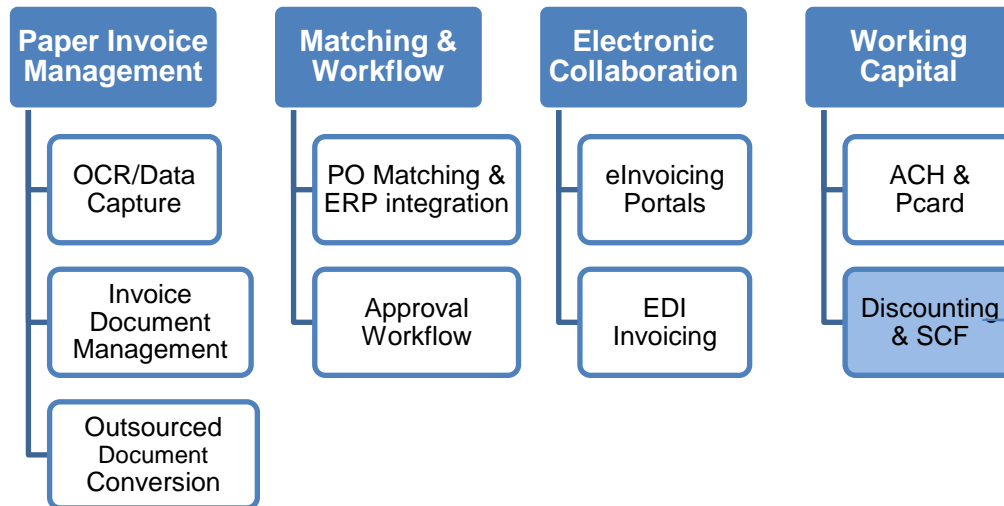 Paper Invoice
Management
OCR/Data
Capture
Invoice
Document
Management
Outsourced
Document
Conversion
Matching &
Workflow
PO Matching &
ERP integration
Approval
Workflow
Electronic
Collaboration
eInvoicing
Portals
EDI
Invoicing
Working
Capital
ACH &
Pcard
Discounting
& SCF